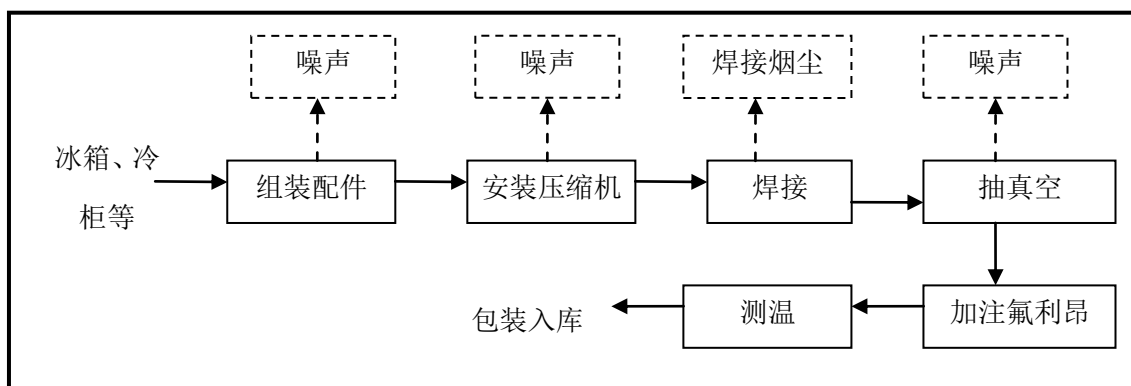 噪声
噪声
焊接烟尘
噪声
冰箱、冷
柜等
组装配件
安装压缩机
焊接
抽真空
包装入库
测温
加注氟利昂